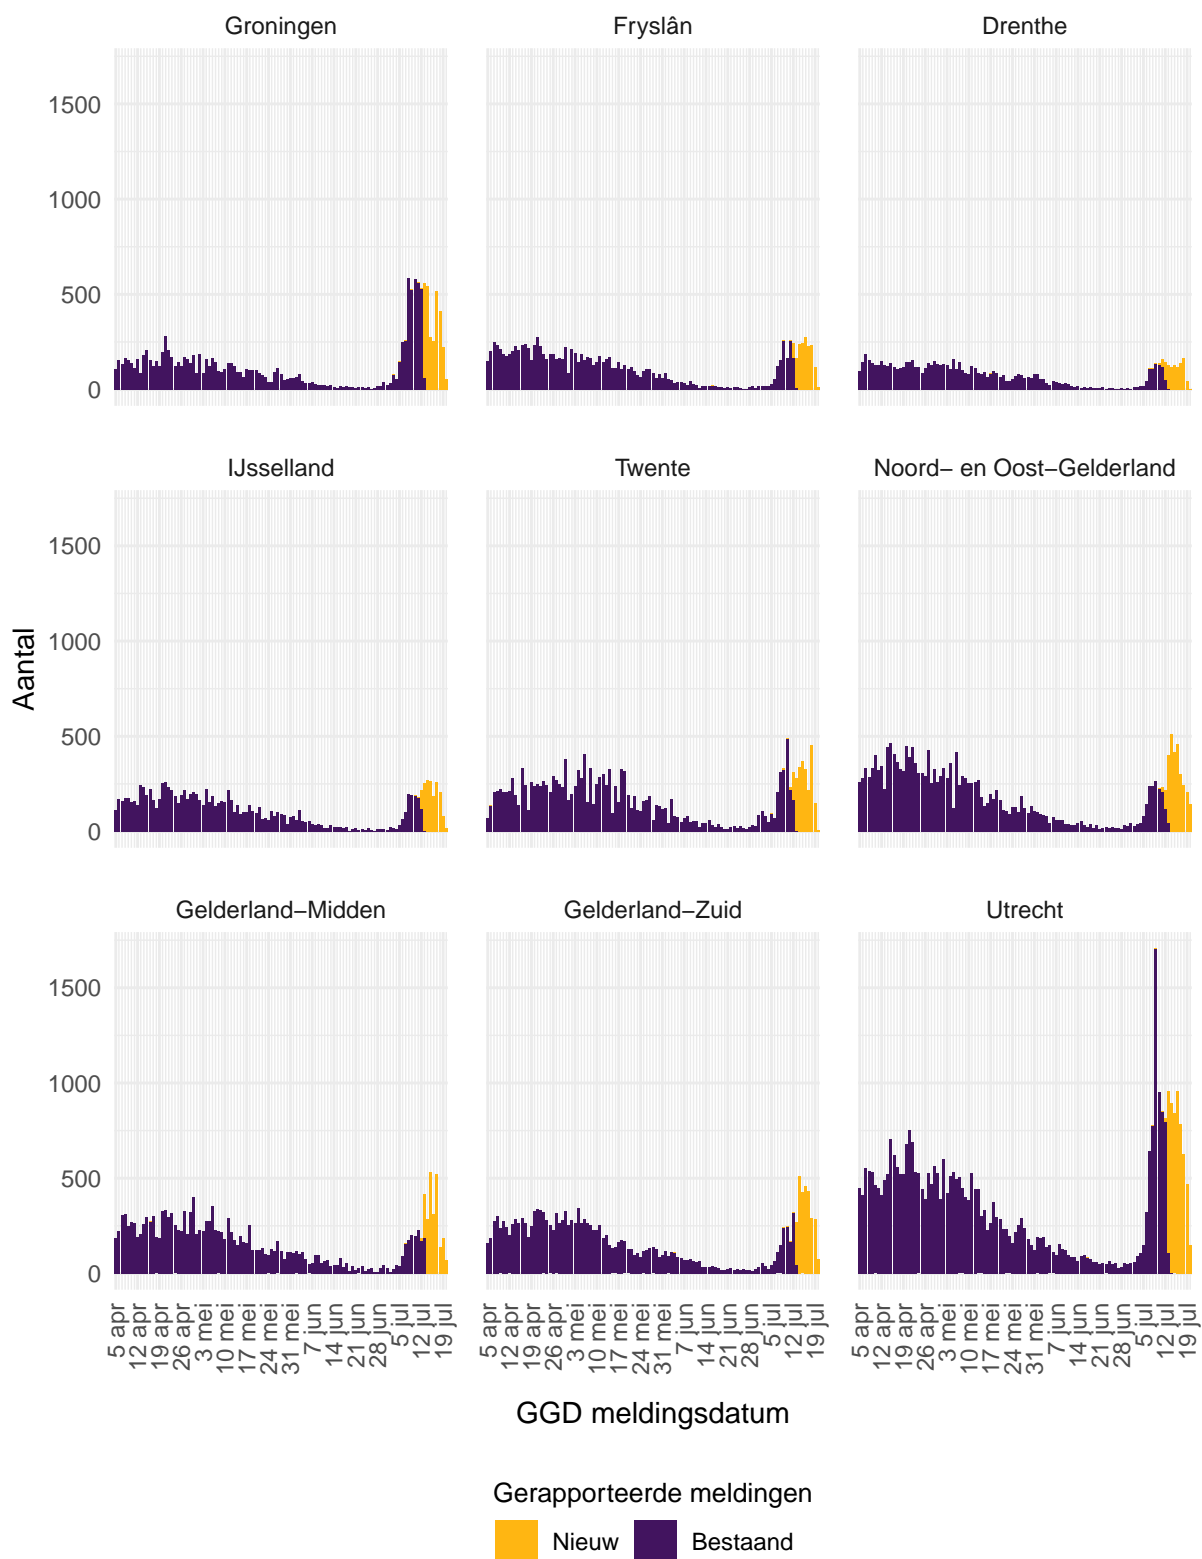 Groningen Fryslân Drenthe
1500
1000
500
0
IJsselland Twente Noord− en Oost−Gelderland
1500
1000
500
0
Aantal
Gelderland−Midden Gelderland−Zuid Utrecht
1500
1000
500
0
5 apr 12 apr 19 apr 26 apr 3 mei 10 mei 17 mei 24 mei 31 mei 7 jun 14 jun 21 jun 28 jun 5 jul 12 jul 19 jul
5 apr 12 apr 19 apr 26 apr 3 mei 10 mei 17 mei 24 mei 31 mei 7 jun 14 jun 21 jun 28 jun 5 jul 12 jul 19 jul
5 apr 12 apr 19 apr 26 apr 3 mei 10 mei 17 mei 24 mei 31 mei 7 jun 14 jun 21 jun 28 jun 5 jul 12 jul 19 jul
GGD meldingsdatum
Gerapporteerde meldingen
Nieuw Bestaand